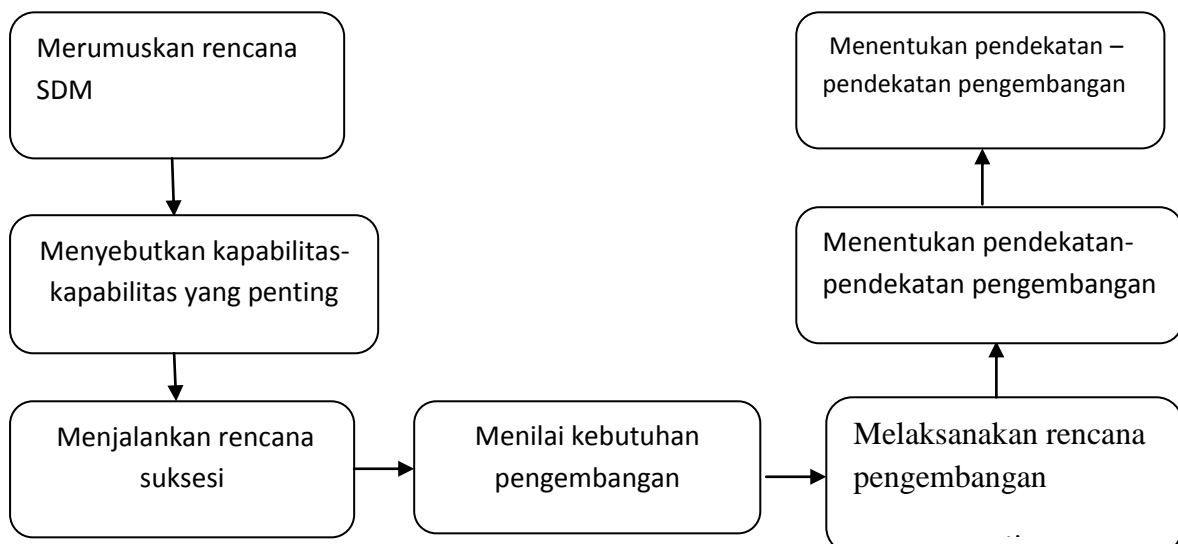 Merumuskan rencana
SDM
Menyebutkan kapabilitas-
kapabilitas yang penting
Menjalankan rencana
suksesi
Menilai kebutuhan
pengembangan
Melaksanakan rencana
pengembangan
Menentukan pendekatan-
pendekatan pengembangan
Menentukan pendekatan –
pendekatan pengembangan